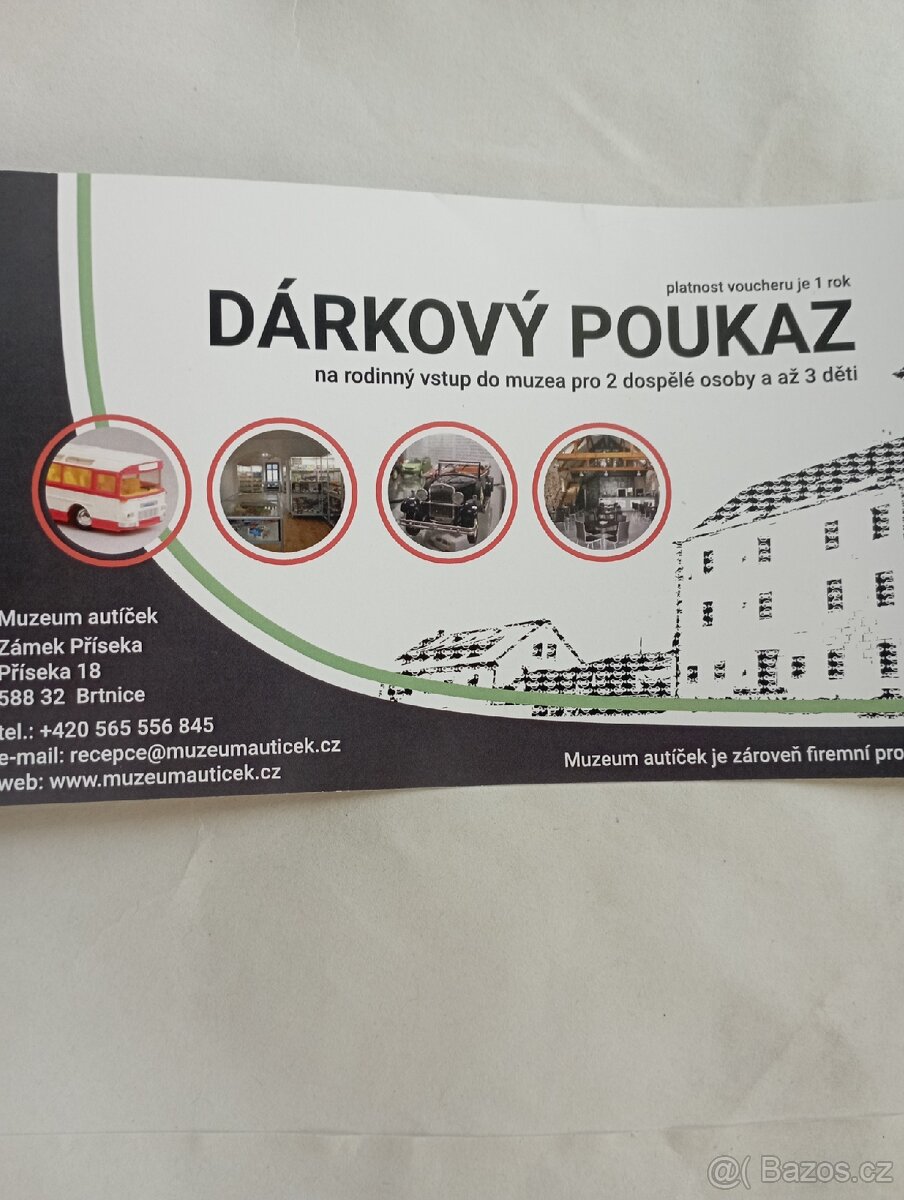 platnost voucheru je 1 rok
DÁRKOVÝ POUKAZ
na rodinný vstup do muzea pro 2 dospělé osoby a až 3 děti
Muzeum autíček
Zámek Příseka
Příseka 18
588 32 Brtnice
tel.: +420 565 556 845
e-mail: recepce@muzeumauticek.cz
web: www.muzeumauticek.cz
Muzeum autíček je zároveň firemní pro
@( Bazos.cz